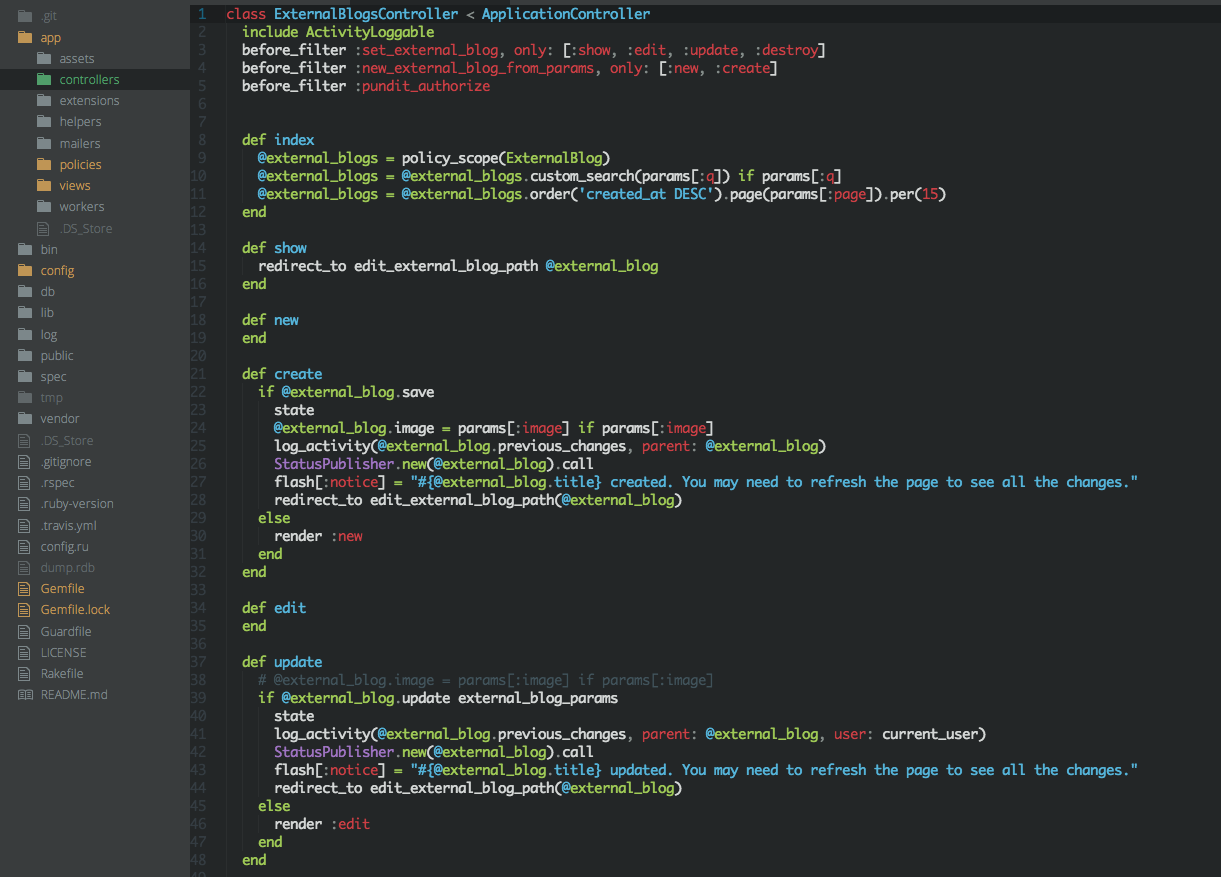 .git
app
assets
controllers
extensions
helpers
mailers
policies
views
workers
.DS_Store
bin
config
db
lib
log
public
spec
tmp
vendor
.DS_Store
.gitignore
.rspec
.ruby-version
.travis.yml
config.ru
dump.rdb
Gemfile
Gemfile.lock
Guardfile
LICENSE
Rakefile
README.md
1 class ExternalBlogsController < ApplicationController
2   include ActivityLoggable
3   before_filter :set_external_blog, only: [:show, :edit, :update, :destroy]
4   before_filter :new_external_blog_from_params, only: [:new, :create]
5   before_filter :pundit_authorize
6
7
8   def index
9     @external_blogs = policy_scope(ExternalBlog)
10     @external_blogs = @external_blogs.custom_search(params[:q]) if params[:q]
11     @external_blogs = @external_blogs.order('created_at DESC').page(params[:page]).per(15)
12   end
13
14   def show
15     redirect_to edit_external_blog_path @external_blog
16   end
17
18   def new
19   end
20
21   def create
22     if @external_blog.save
23       state
24       @external_blog.image = params[:image] if params[:image]
25       log_activity(@external_blog.previous_changes, parent: @external_blog)
26       StatusPublisher.new(@external_blog).call
27       flash[:notice] = "#{@external_blog.title} created. You may need to refresh the page to see all the changes."
28       redirect_to edit_external_blog_path(@external_blog)
29     else
30       render :new
31     end
32   end
33
34   def edit
35   end
36
37   def update
38     # @external_blog.image = params[:image] if params[:image]
39     if @external_blog.update external_blog_params
40       state
41       log_activity(@external_blog.previous_changes, parent: @external_blog, user: current_user)
42       StatusPublisher.new(@external_blog).call
43       flash[:notice] = "#{@external_blog.title} updated. You may need to refresh the page to see all the changes."
44       redirect_to edit_external_blog_path(@external_blog)
45     else
46       render :edit
47     end
48   end